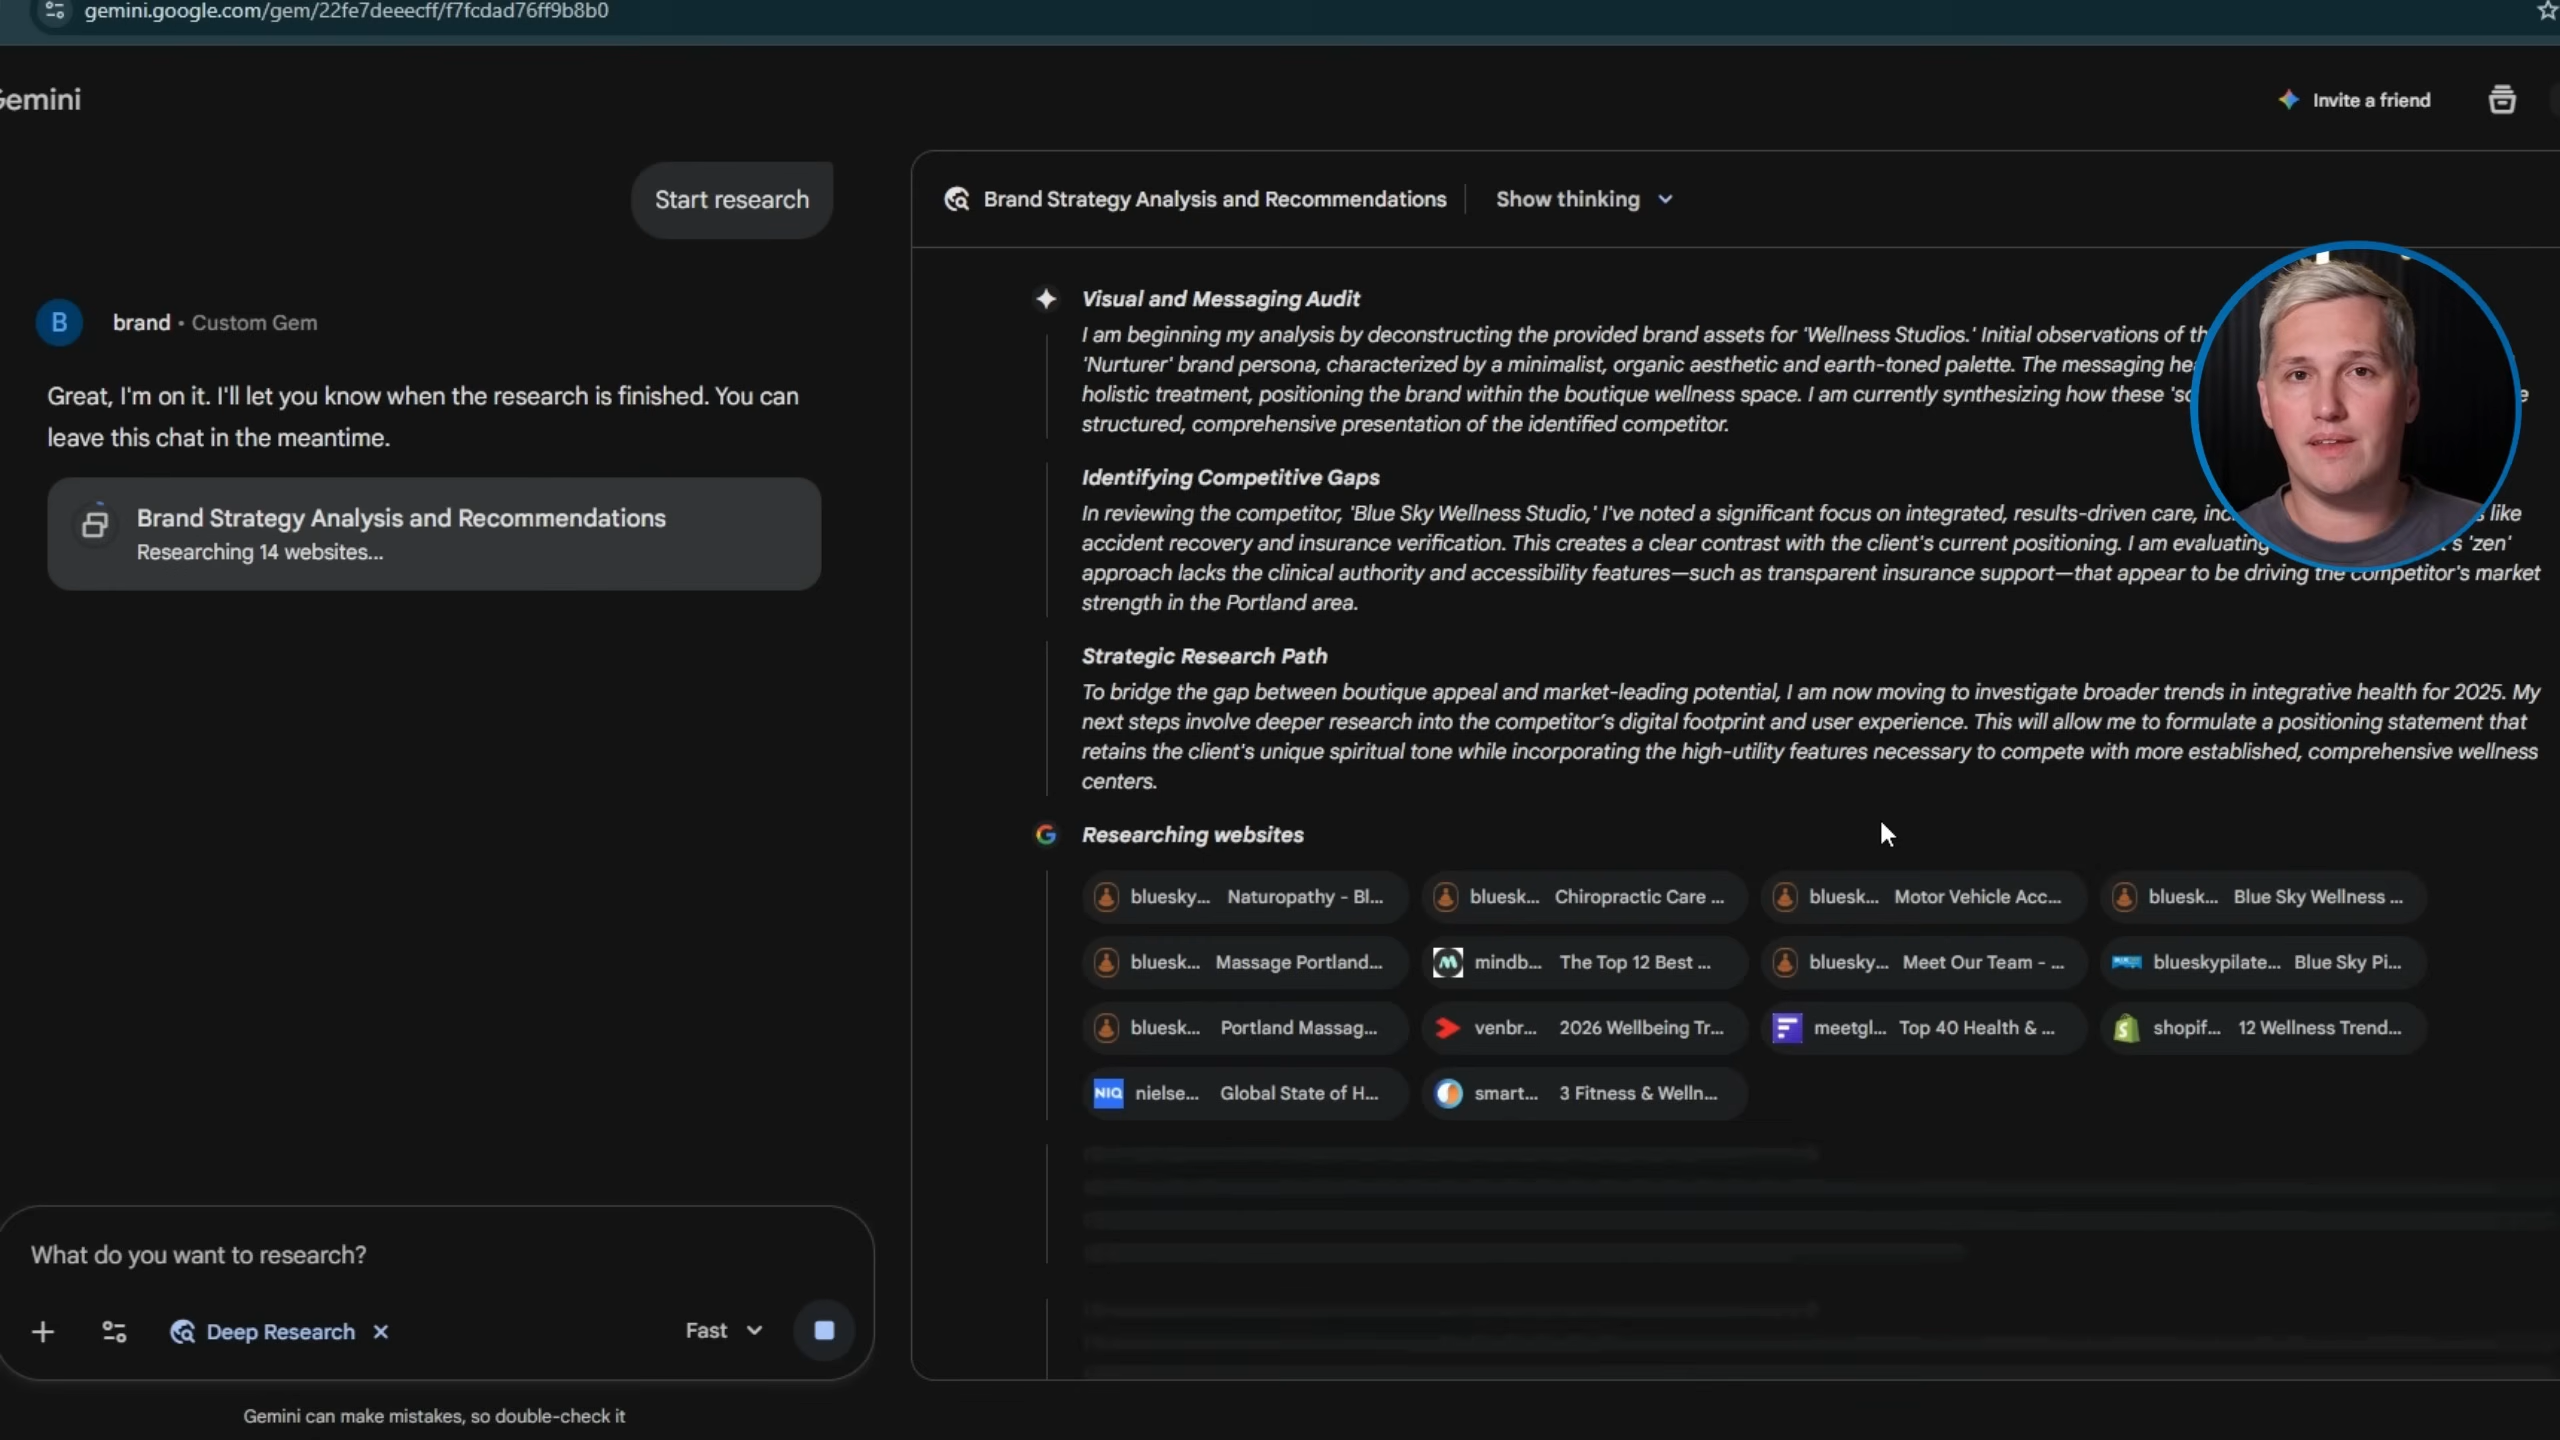 gemini.google.com/gem/22fe7deeecff/f7fcdad76ff9b8b0
Gemini
Invite a friend
Start research
brand • Custom Gem
B
Great, I'm on it. I'll let you know when the research is finished. You can
leave this chat in the meantime.
Brand Strategy Analysis and Recommendations
Researching 14 websites...
What do you want to research?
Deep Research
Fast
Gemini can make mistakes, so double-check it
Brand Strategy Analysis and Recommendations
Show thinking
Visual and Messaging Audit
I am beginning my analysis by deconstructing the provided brand assets for 'Wellness Studios.' Initial observations of
'Nurturer' brand persona, characterized by a minimalist, organic aesthetic and earth-toned palette. The messaging
holistic treatment, positioning the brand within the boutique wellness space. I am currently synthesizing how these
structured, comprehensive presentation of the identified competitor.
Identifying Competitive Gaps
In reviewing the competitor, 'Blue Sky Wellness Studio,' I've noted a significant focus on integrated, results-driven care, like
accident recovery and insurance verification. This creates a clear contrast with the client's current positioning. I am evaluating 'zen'
approach lacks the clinical authority and accessibility features—such as transparent insurance support—that appear to be driving the competitor's market
strength in the Portland area.
Strategic Research Path
To bridge the gap between boutique appeal and market-leading potential, I am now moving to investigate broader trends in integrative health for 2025. My
next steps involve deeper research into the competitor's digital footprint and user experience. This will allow me to formulate a positioning statement that
retains the client's unique spiritual tone while incorporating the high-utility features necessary to compete with more established, comprehensive wellness
centers.
Researching websites
bluesky... Naturopathy - Bl... bluesk... Chiropractic Care ... bluesk... Motor Vehicle Acc... bluesk... Blue Sky Wellness ...
bluesk... Massage Portland... mindb... The Top 12 Best ... bluesky... Meet Our Team - ... blueskypilate... Blue Sky Pi...
bluesk... Portland Massag... venbr... 2026 Wellbeing Tr... meetgl... Top 40 Health & ... shopif... 12 Wellness Trend...
NIQ nielse... Global State of H... smart... 3 Fitness & Welln...